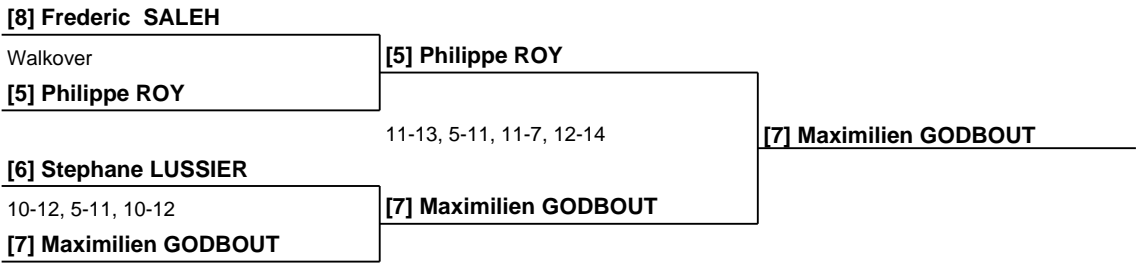 [8] Frederic SALEH
Walkover
[5] Philippe ROY
[5] Philippe ROY
11-13, 5-11, 11-7, 12-14
[7] Maximilien GODBOUT
[6] Stephane LUSSIER
10-12, 5-11, 10-12
[7] Maximilien GODBOUT
[7] Maximilien GODBOUT